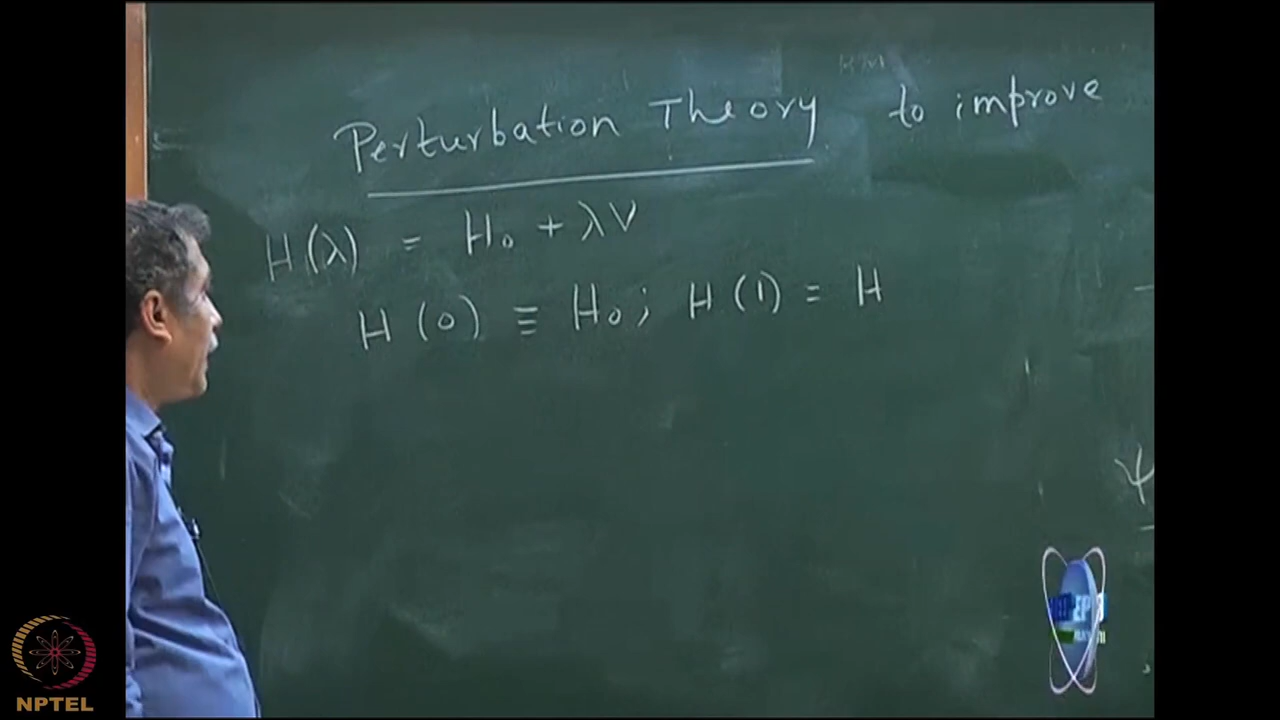 Perturbation Theory to improve
H(λ) = H₀ + λV
H(0) ≡ H₀; H(1) = H
ψ
NPTEL